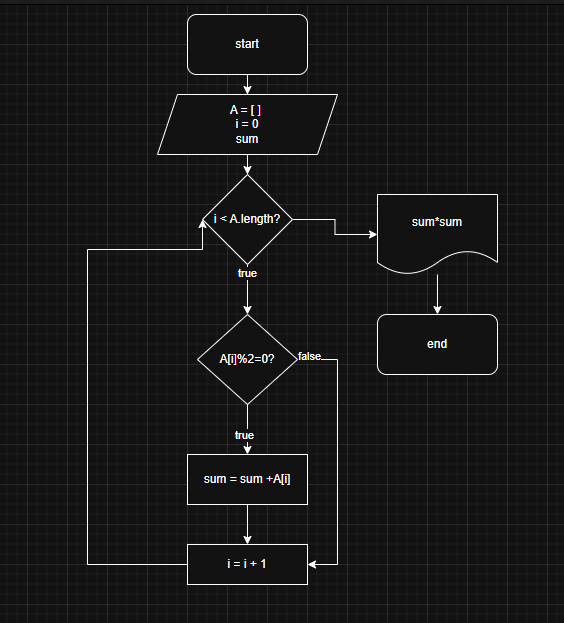 start
A = [ ]
i = 0
sum
i < A.length?
sum*sum
true
end
A[i]%2=0?
false
true
sum = sum +A[i]
i = i + 1